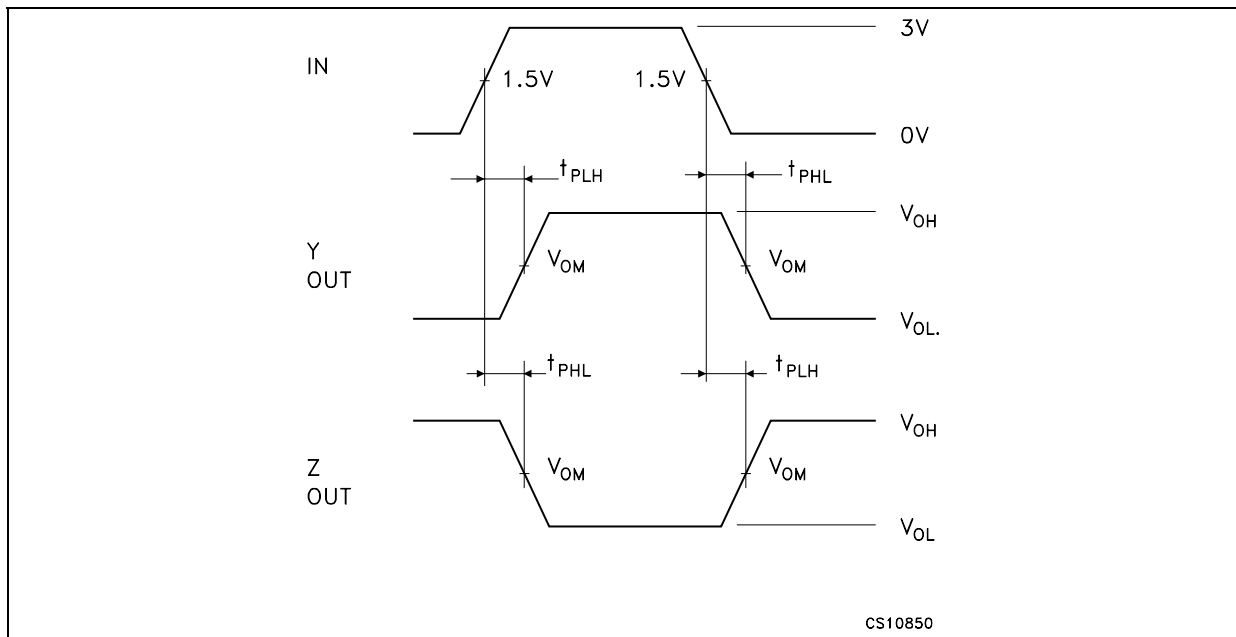 3V
IN
1.5V 1.5V
0V
tPLH tPHL
VOH
Y
OUT
VOM VOM
VOL.
tPHL tPLH
VOH
Z
OUT
VOM VOM
VOL
CS10850